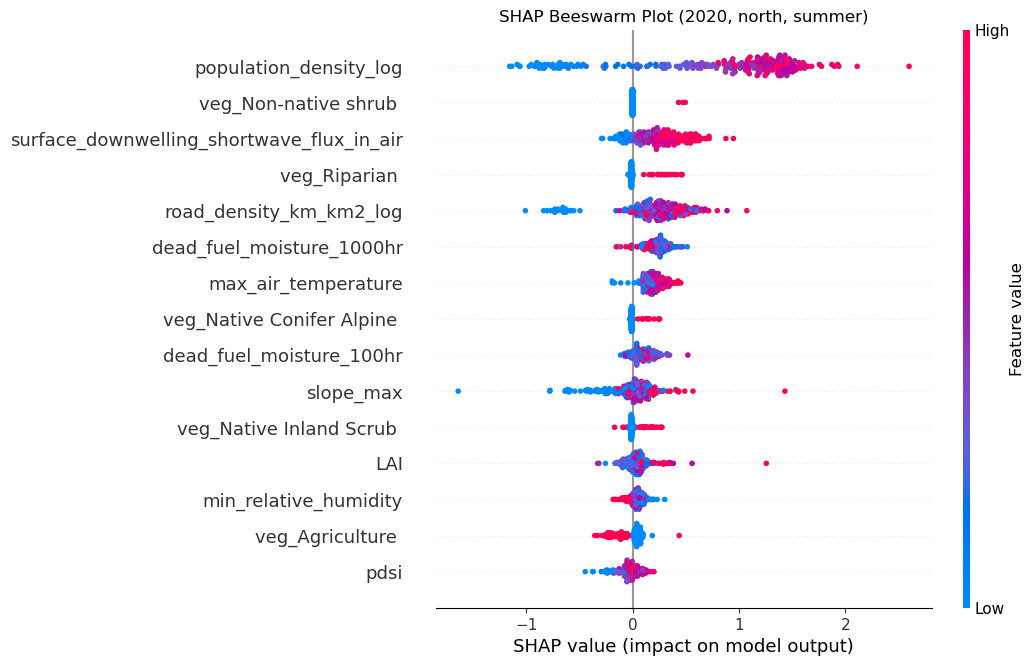 SHAP Beeswarm Plot (2020, north, summer)
High
population_density_log
veg_Non-native shrub
surface_downwelling_shortwave_flux_in_air
veg_Riparian
road_density_km_km2_log
dead_fuel_moisture_1000hr
max_air_temperature
veg_Native Conifer Alpine
dead_fuel_moisture_100hr
slope_max
veg_Native Inland Scrub
LAI
min_relative_humidity
veg_Agriculture
pdsi
Feature value
Low
−1 0 1 2
SHAP value (impact on model output)